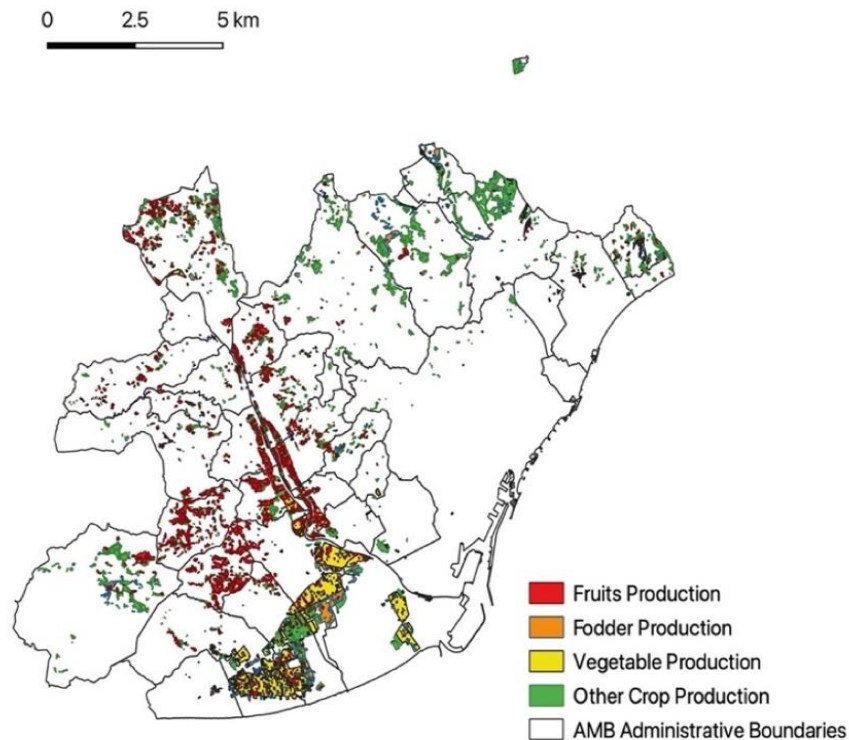 0 2.5 5 km
Fruits Production
Fodder Production
Vegetable Production
Other Crop Production
AMB Administrative Boundaries